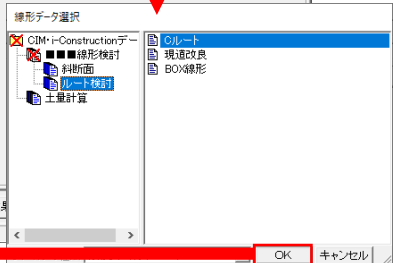 線形データ選択
CIM・i-Constructionデー
■■■線形検討
斜断面
ルート検討
土量計算
Cルート
現道改良
BOX線形
OK
キャンセル